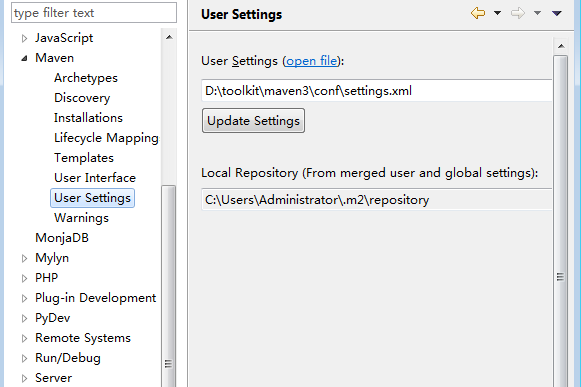 type filter text
JavaScript
Maven
Archetypes
Discovery
Installations
Lifecycle Mapping
Templates
User Interface
User Settings
Warnings
MonjaDB
Mylyn
PHP
Plug-in Development
PyDev
Remote Systems
Run/Debug
Server
User Settings
User Settings (open file):
D:\toolkit\maven3\conf\settings.xml
Update Settings
Local Repository (From merged user and global settings):
C:\Users\Administrator\.m2\repository